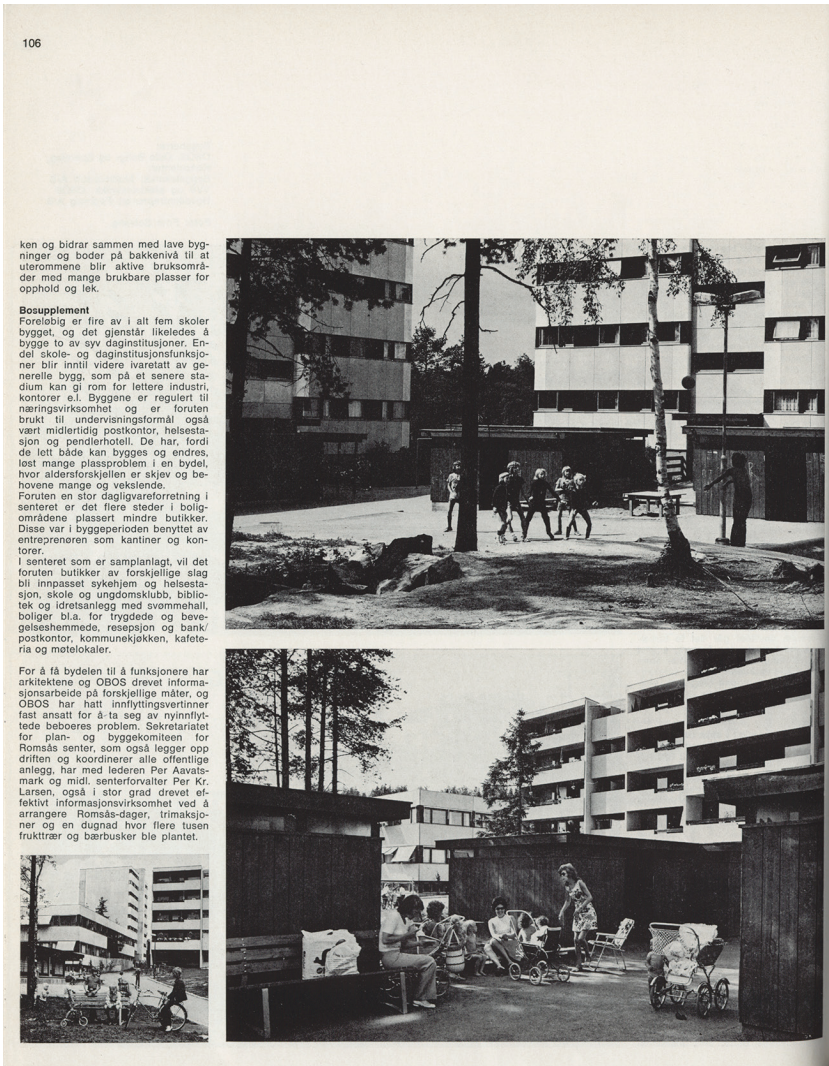 106
ken og bidrar sammen med lave byg-
ninger og boder på bakkenivå til at
uterommene blir aktive bruksområ-
der med mange brukbare plasser for
opphold og lek.
Bosupplement
Foreløbig er fire av i alt fem skoler
bygget, og det gjenstår likeledes å
bygge to av syv daginstitusjoner. En-
del skole- og daginstitusjonsfunksjo-
ner blir inntil videre ivaretatt av ge-
nerelle bygg, som på et senere sta-
dium kan gi rom for lettere industri,
kontorer e.l. Byggene er regulert til
næringsvirksomhet og er foruten
brukt til undervisningsformål også
vært midlertidig postkontor, helsesta-
sjon og pendlerhotell. De har, fordi
de lett både kan bygges og endres,
løst mange plassproblem i en bydel,
hvor aldersforskjellen er skjev og be-
hovene mange og vekslende.
Foruten en stor dagligvareforretning i
senteret er det flere steder i bolig-
områdene plassert mindre butikker.
Disse var i byggeperioden benyttet av
entreprenøren som kantiner og kon-
torer.
I senteret som er samplanlagt, vil det
foruten butikker av forskjellige slag
bli innpasset sykehjem og helsesta-
sjon, skole og ungdomsklubb, biblio-
tek og idretsanlegg med svømmehall,
boliger bl.a. for trygdede og beve-
gelseshemmede, resepsjon og bank/
postkontor, kommunekjøkken, kafete-
ria og møtelokaler.
For å få bydelen til å funksjonere har
arkitektene og OBOS drevet informa-
sjonsarbeide på forskjellige måter, og
OBOS har hatt innflyttingsvertinner
fast ansatt for å ta seg av nyinnflyt-
tede beboeres problem. Sekretariatet
for plan- og byggekomiteen for
Romsås senter, som også legger opp
driften og koordinerer alle offentlige
anlegg, har med lederen Per Aavats-
mark og midl. senterforvalter Per Kr.
Larsen, også i stor grad drevet ef-
fektivt informasjonsvirksomhet ved å
arrangere Romsås-dager, trimaksjo-
ner og en dugnad hvor flere tusen
frukttrær og bærbusker ble plantet.